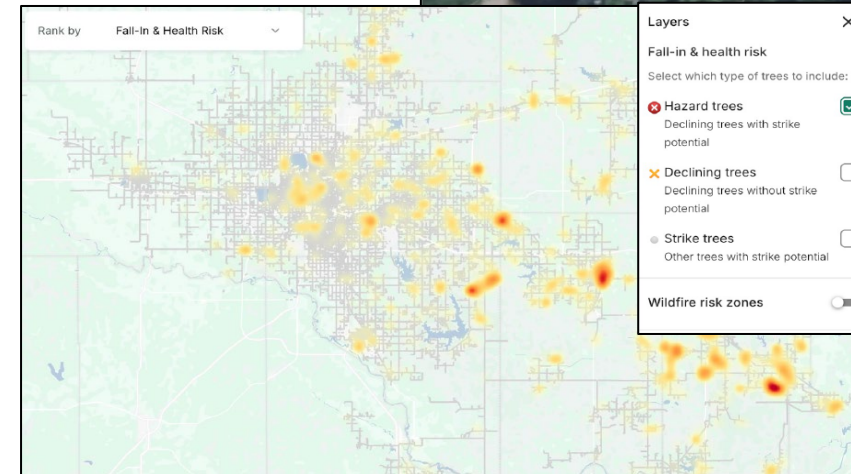 Rank by Fall-In & Health Risk
Layers
Fall-in & health risk
Select which type of trees to include:
Hazard trees
Declining trees with strike
potential
Declining trees
Declining trees without strike
potential
Strike trees
Other trees with strike potential
Wildfire risk zones